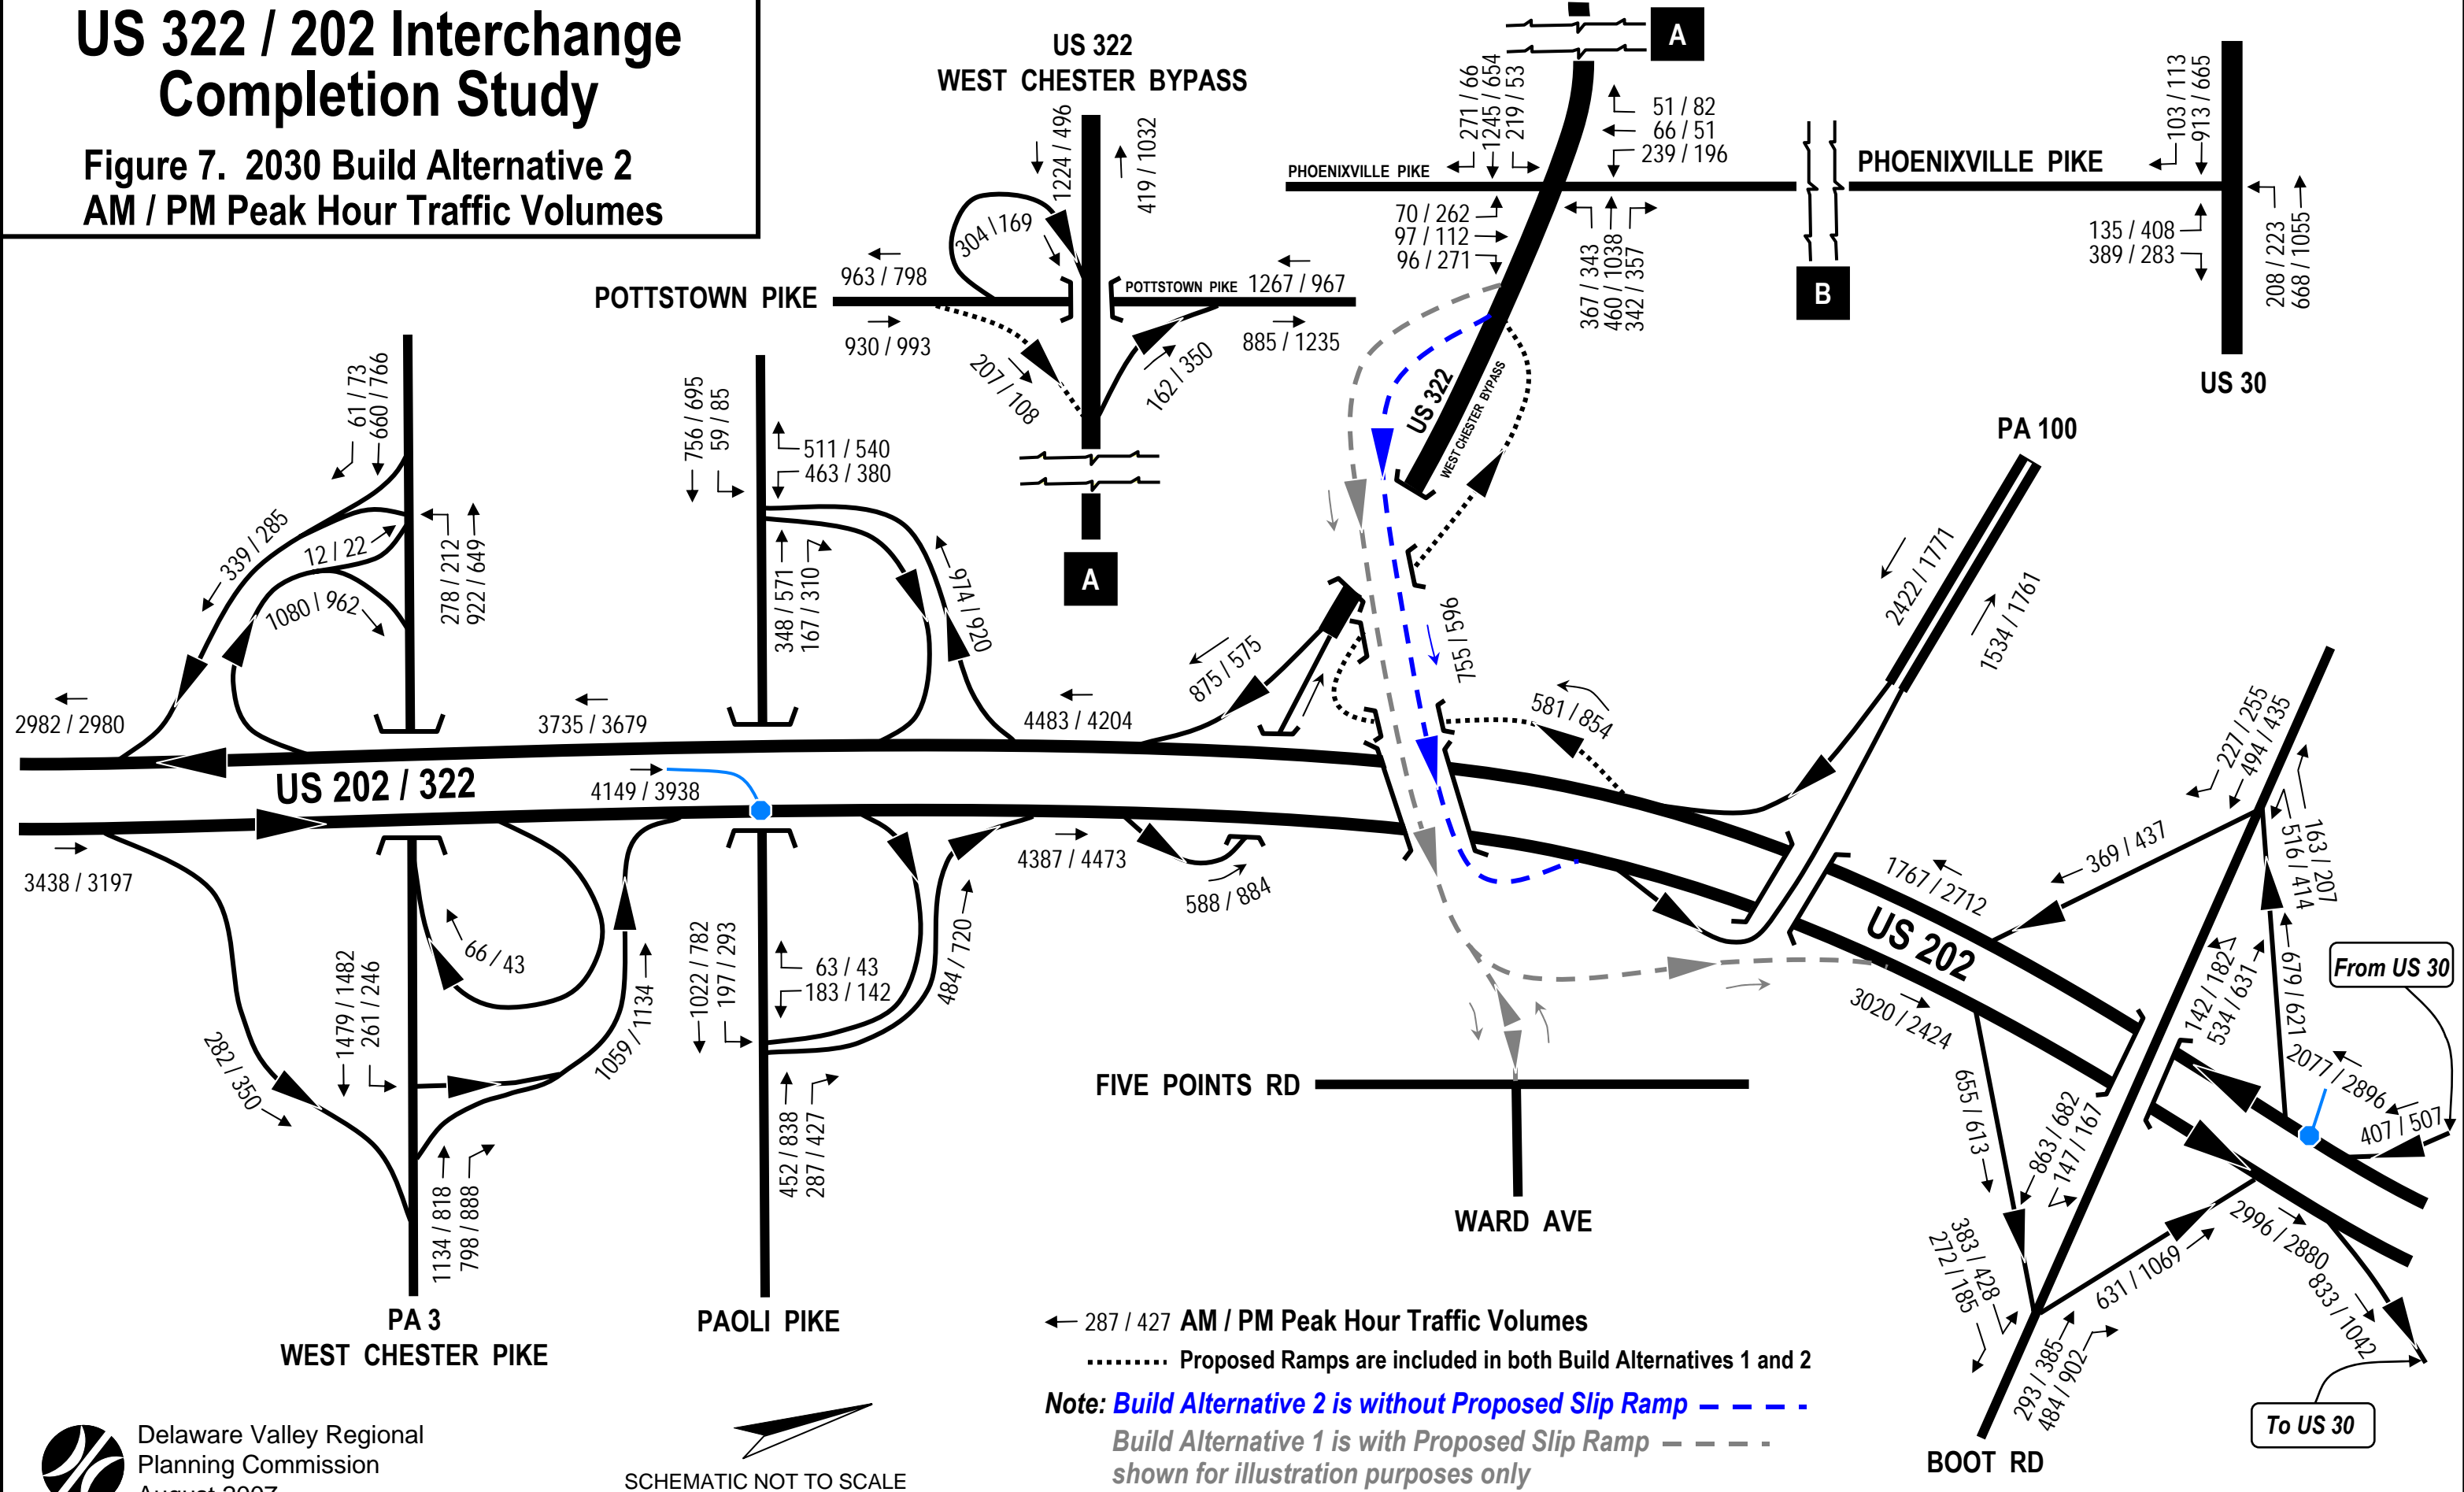 US 322 / 202 Interchange
Completion Study
Figure 7.  2030 Build Alternative 2
AM / PM Peak Hour Traffic Volumes
US 322
WEST CHESTER BYPASS
1224 / 496
419 / 1032
304 / 169
963 / 798
POTTSTOWN PIKE
930 / 993
207 / 108
POTTSTOWN PIKE
1267 / 967
885 / 1235
162 / 350
A
A
271 / 66
1245 / 654
219 / 53
51 / 82
66 / 51
239 / 196
PHOENIXVILLE PIKE
70 / 262
97 / 112
96 / 271
367 / 343
460 / 1038
342 / 357
B
PHOENIXVILLE PIKE
103 / 113
913 / 665
135 / 408
389 / 283
208 / 223
668 / 1055
US 30
US 322
WEST CHESTER BYPASS
PA 100
2422 / 1771
1534 / 1761
61 / 73
660 / 766
339 / 285
12 / 22
1080 / 962
278 / 212
922 / 649
756 / 695
59 / 85
511 / 540
463 / 380
348 / 571
167 / 310
974 / 920
875 / 575
755 / 596
581 / 854
2982 / 2980
3735 / 3679
4483 / 4204
US 202 / 322
4149 / 3938
3438 / 3197
4387 / 4473
588 / 884
66 / 43
1479 / 1482
261 / 246
1059 / 1134
282 / 350
1134 / 818
798 / 888
PA 3
WEST CHESTER PIKE
1022 / 782
197 / 293
63 / 43
183 / 142
484 / 720
452 / 838
287 / 427
PAOLI PIKE
FIVE POINTS RD
WARD AVE
227 / 255
494 / 435
163 / 207
516 / 414
369 / 437
1767 / 2712
US 202
3020 / 2424
142 / 182
534 / 631
679 / 621
From US 30
2077 / 2896
407 / 507
655 / 613
863 / 682
147 / 167
383 / 428
272 / 185
631 / 1069
2996 / 2880
833 / 1042
293 / 385
484 / 902
To US 30
BOOT RD
287 / 427 AM / PM Peak Hour Traffic Volumes
Proposed Ramps are included in both Build Alternatives 1 and 2
Note: Build Alternative 2 is without Proposed Slip Ramp
Build Alternative 1 is with Proposed Slip Ramp
shown for illustration purposes only
SCHEMATIC NOT TO SCALE
Delaware Valley Regional
Planning Commission
August 2007